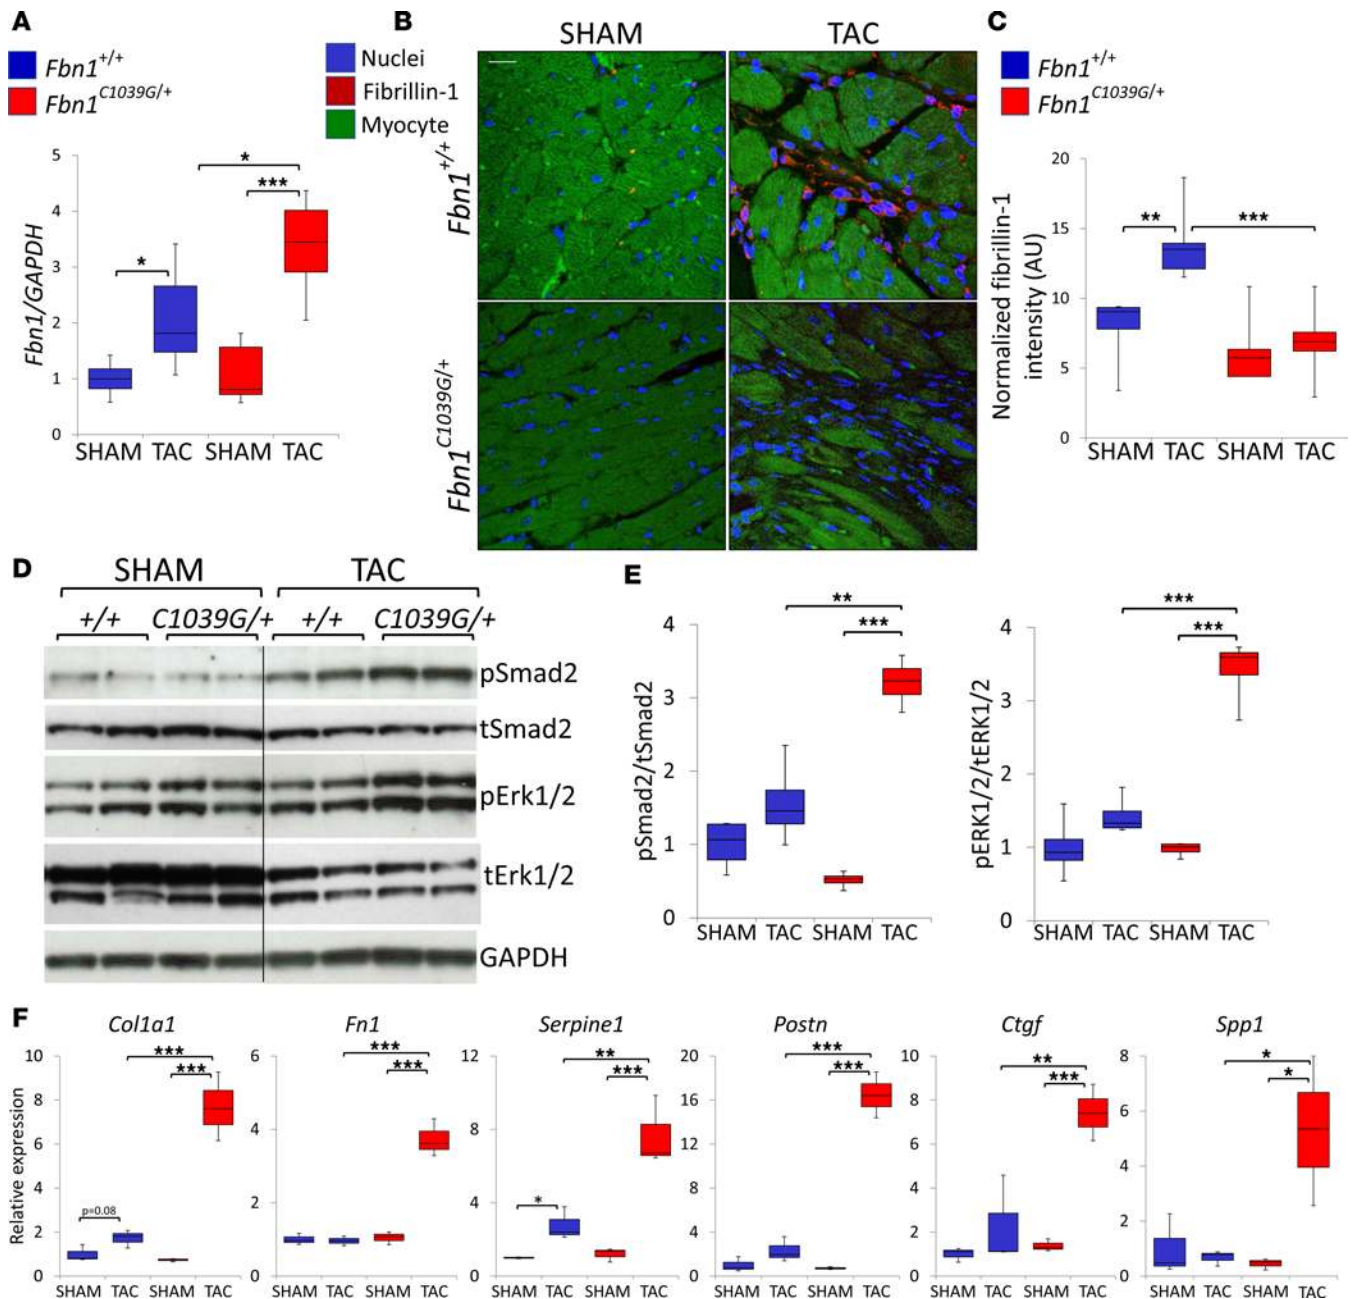 A
Fbn1+/+
Fbn1C1039G/+
Nuclei
Fibrillin-1
Myocyte
Fbn1/GAPDH
5
4
3
2
1
0
*
*
***
SHAM TAC SHAM TAC
B
SHAM TAC
Fbn1+/+
Fbn1C1039G/+
C
Fbn1+/+
Fbn1C1039G/+
Normalized fibrillin-1
intensity (AU)
20
15
10
5
0
** ***
SHAM TAC SHAM TAC
D
SHAM TAC
+/+ C1039G/+ +/+ C1039G/+
pSmad2
tSmad2
pErk1/2
tErk1/2
GAPDH
E
pSmad2/tSmad2
4
3
2
1
0
**
***
SHAM TAC SHAM TAC
pERK1/2/tERK1/2
4
3
2
1
0
***
***
SHAM TAC SHAM TAC
F
Relative expression
Col1a1
10
8
6
4
2
0
***
***
p=0.08
SHAM TAC SHAM TAC
Fn1
6
4
2
0
***
***
SHAM TAC SHAM TAC
Serpine1
12
8
4
0
**
***
*
SHAM TAC SHAM TAC
Postn
20
16
12
8
4
0
***
***
SHAM TAC SHAM TAC
Ctgf
10
8
6
4
2
0
**
***
SHAM TAC SHAM TAC
Spp1
8
6
4
2
0
*
*
SHAM TAC SHAM TAC